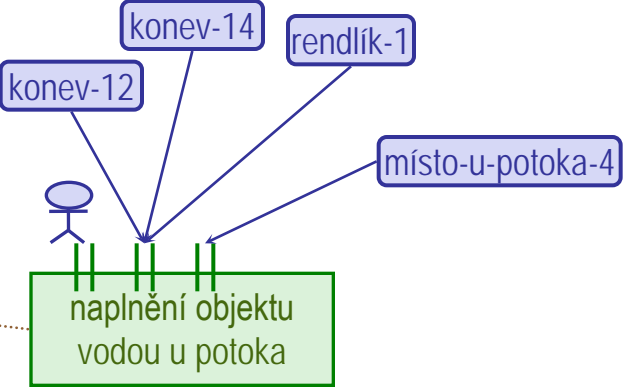 konev-14
rendlík-1
konev-12
místo-u-potoka-4
naplnění objektu
vodou u potoka